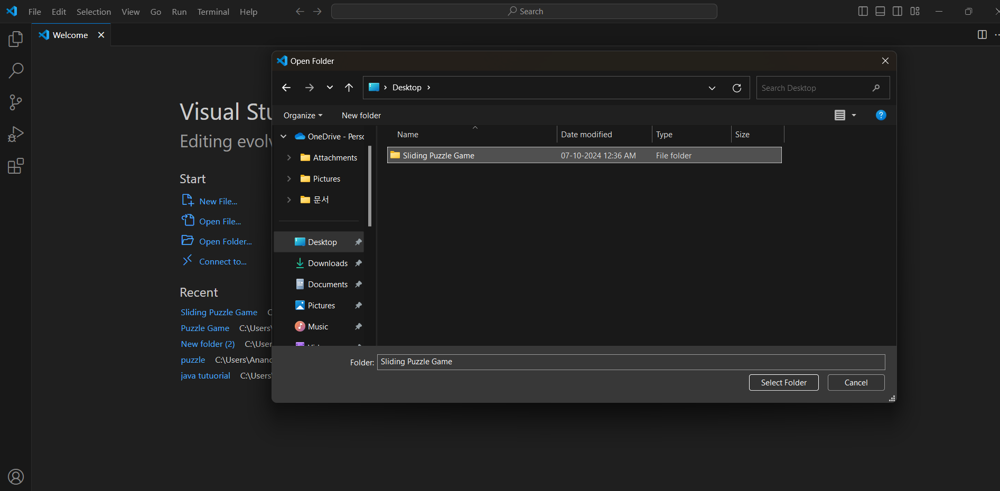 File Edit Selection View Go Run Terminal Help Search
Welcome
Open Folder
Desktop
Search Desktop
Organize New folder
Name Date modified Type Size
Sliding Puzzle Game 07-10-2024 12:36 AM File folder
OneDrive - Persc
Attachments
Pictures
문서
Desktop
Downloads
Documents
Pictures
Music
Folder: Sliding Puzzle Game
Select Folder Cancel
Visual Stu
Editing evolv
Start
New File...
Open File...
Open Folder...
Connect to...
Recent
Sliding Puzzle Game C
Puzzle Game C:\Users\
New folder (2) C:\User
puzzle C:\Users\Anand
java tutuorial C:\Users\